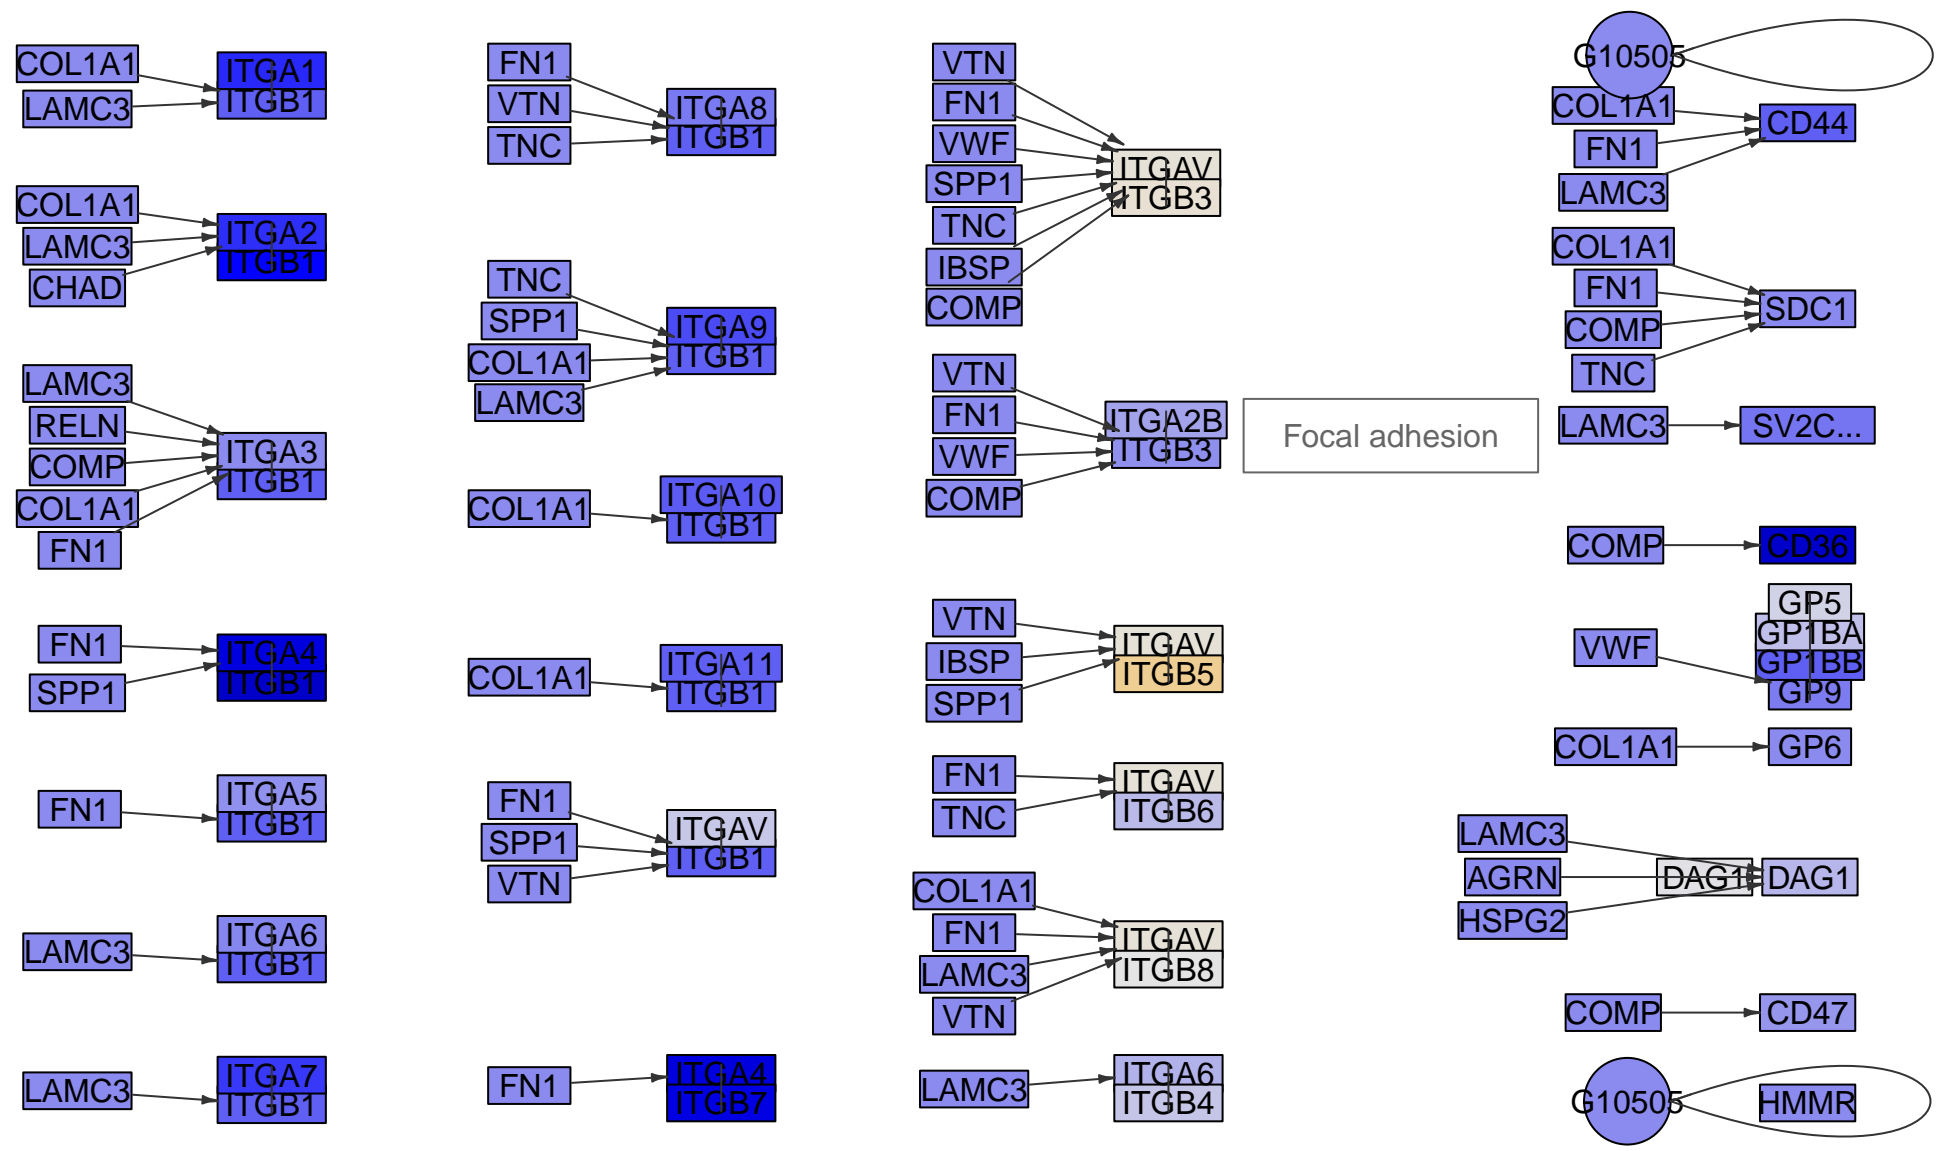 COL1A1
LAMC3
ITGA1
ITGB1
COL1A1
LAMC3
CHAD
ITGA2
ITGB1
LAMC3
RELN
COMP
COL1A1
FN1
ITGA3
ITGB1
FN1
SPP1
ITGA4
ITGB1
FN1
ITGA5
ITGB1
LAMC3
ITGA6
ITGB1
LAMC3
ITGA7
ITGB1
FN1
VTN
TNC
ITGA8
ITGB1
TNC
SPP1
COL1A1
LAMC3
ITGA9
ITGB1
COL1A1
ITGA10
ITGB1
COL1A1
ITGA11
ITGB1
FN1
SPP1
VTN
ITGAV
ITGB1
FN1
ITGA4
ITGB7
VTN
FN1
VWF
SPP1
TNC
IBSP
COMP
ITGAV
ITGB3
VTN
FN1
VWF
COMP
ITGA2B
ITGB3
Focal adhesion
VTN
IBSP
SPP1
ITGAV
ITGB5
FN1
TNC
ITGAV
ITGB6
COL1A1
FN1
LAMC3
VTN
ITGAV
ITGB8
LAMC3
ITGA6
ITGB4
G10505
COL1A1
FN1
LAMC3
CD44
COL1A1
FN1
COMP
TNC
SDC1
LAMC3
SV2C...
COMP
CD36
VWF
GP5
GP1BA
GP1BB
GP9
COL1A1
GP6
LAMC3
AGRN
HSPG2
DAG1
DAG1
COMP
CD47
G10505
HMMR